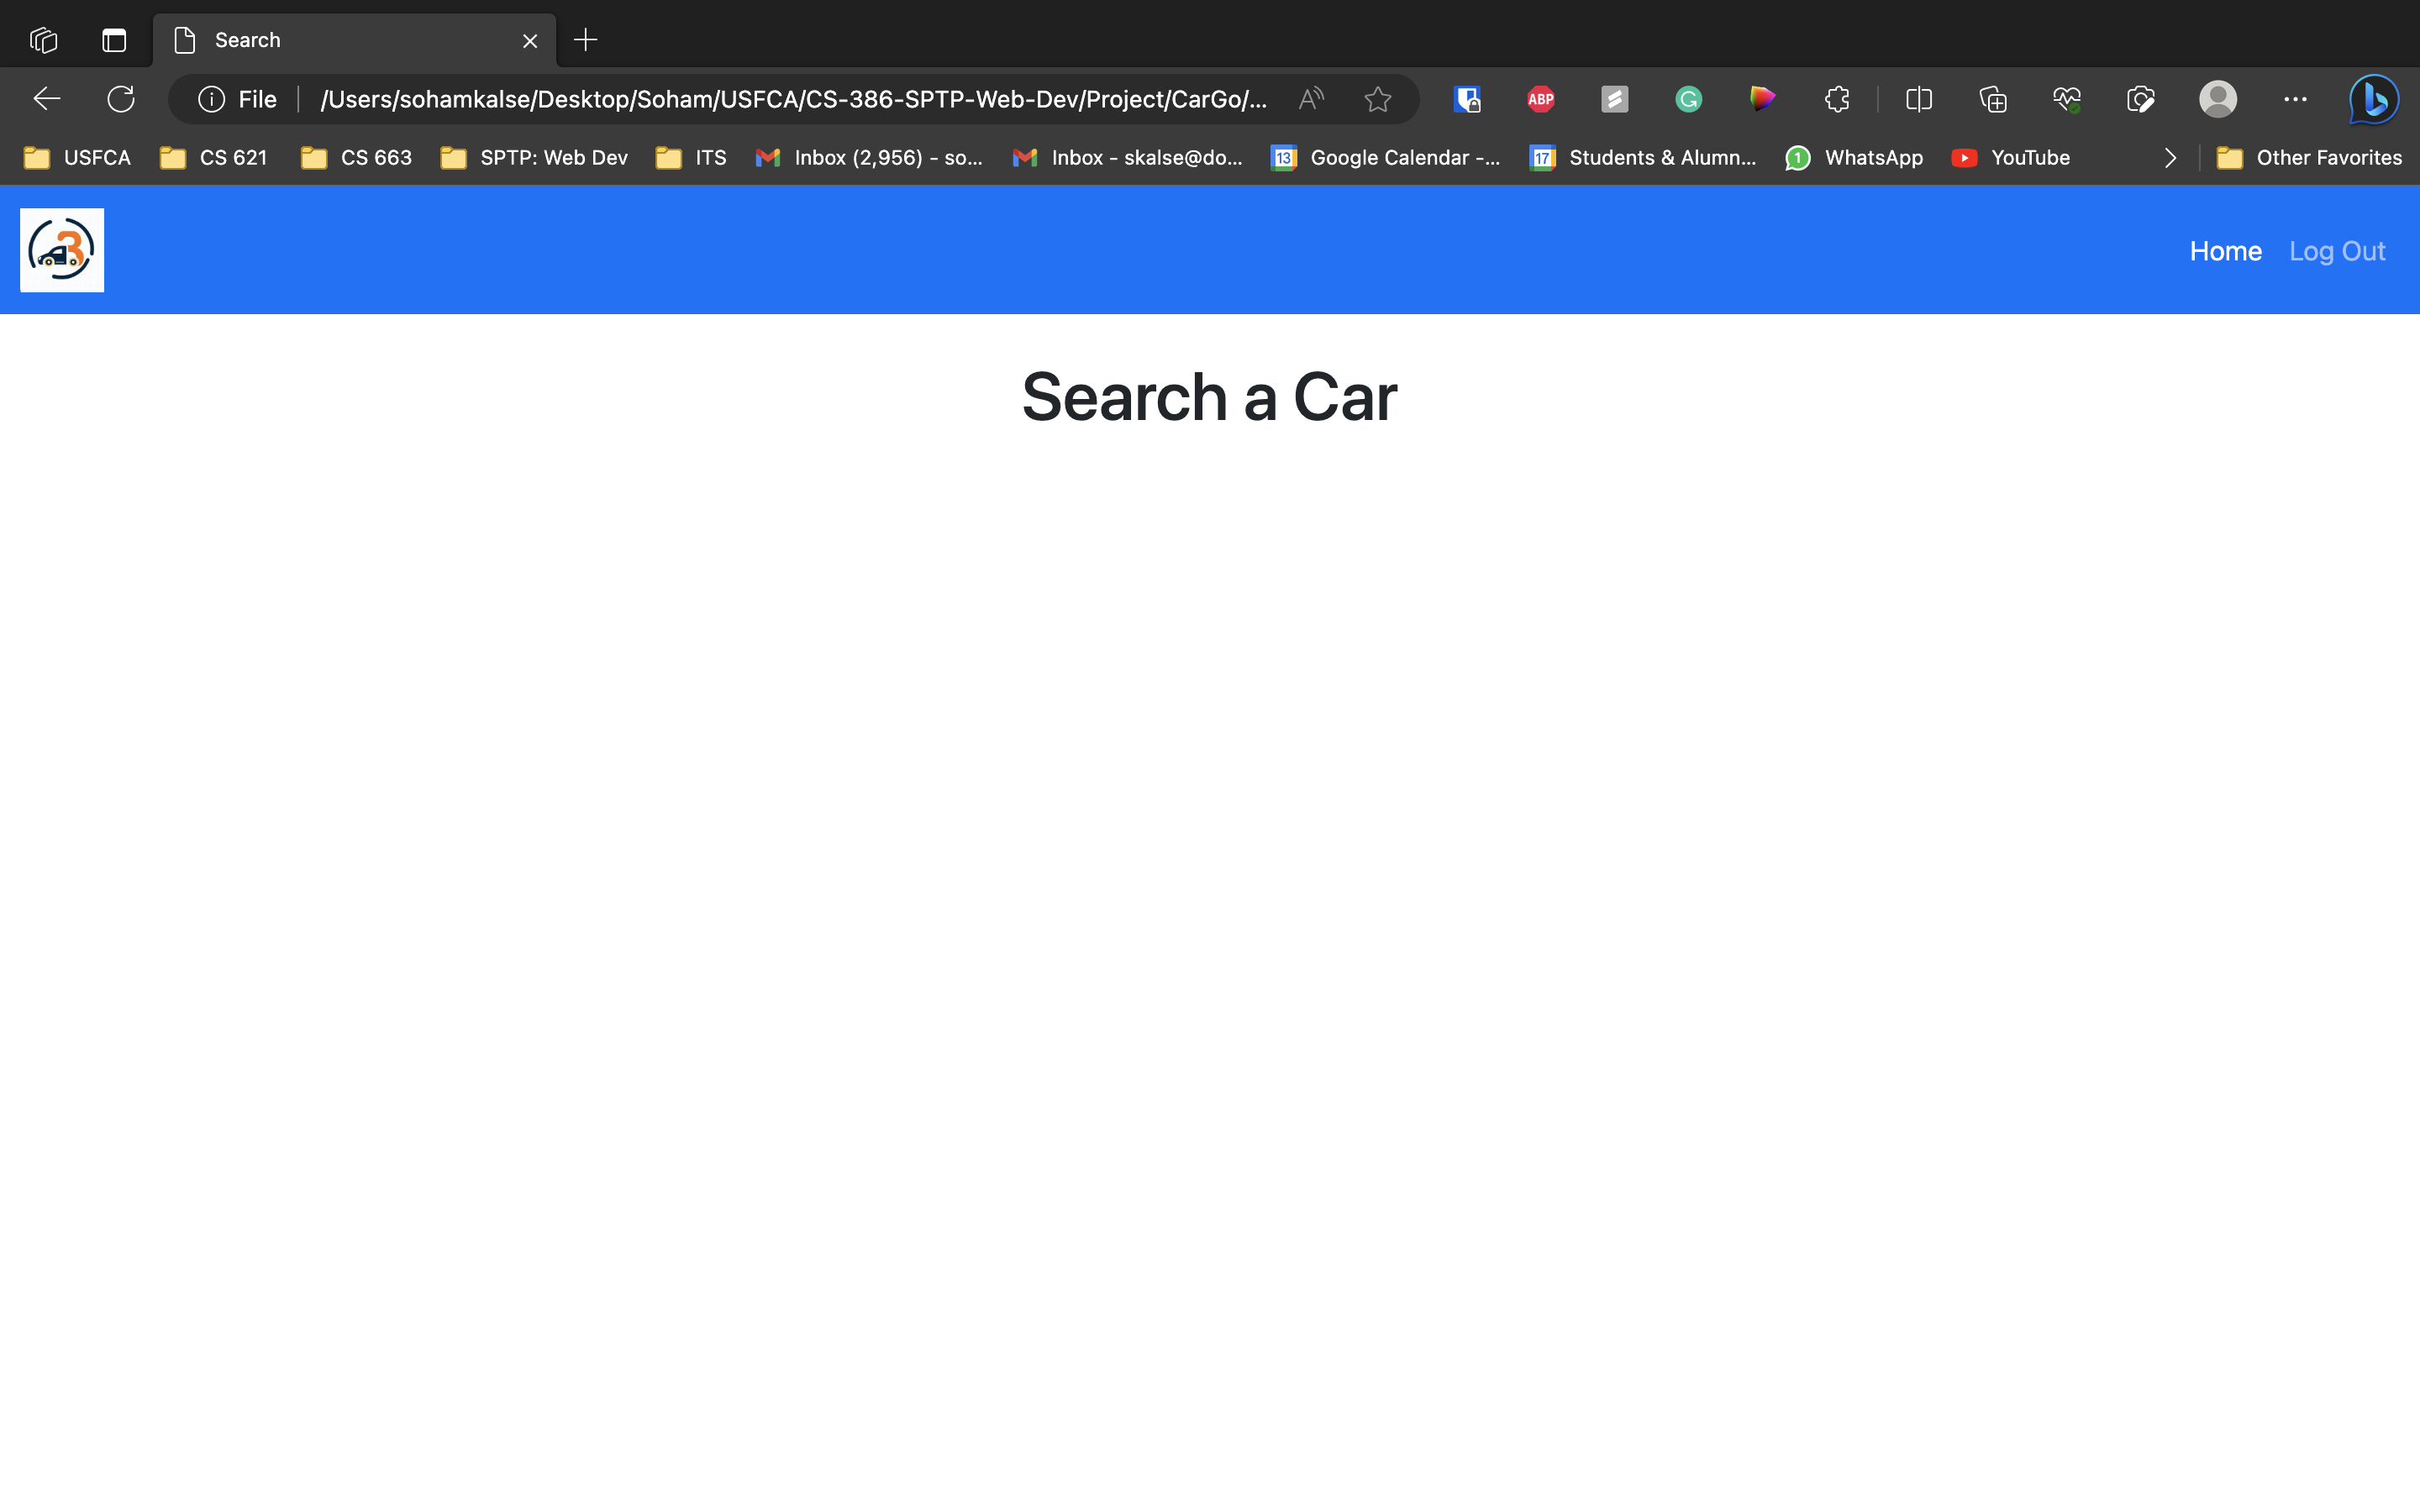 Search
File /Users/sohamkalse/Desktop/Soham/USFCA/CS-386-SPTP-Web-Dev/Project/CarGo/... A ABP
USFCA CS 621 CS 663 SPTP: Web Dev ITS Inbox (2,956) - so... Inbox - skalse@do... 13 Google Calendar -... 17 Students & Alumn... 1 WhatsApp YouTube Other Favorites
3 Home Log Out
Search a Car